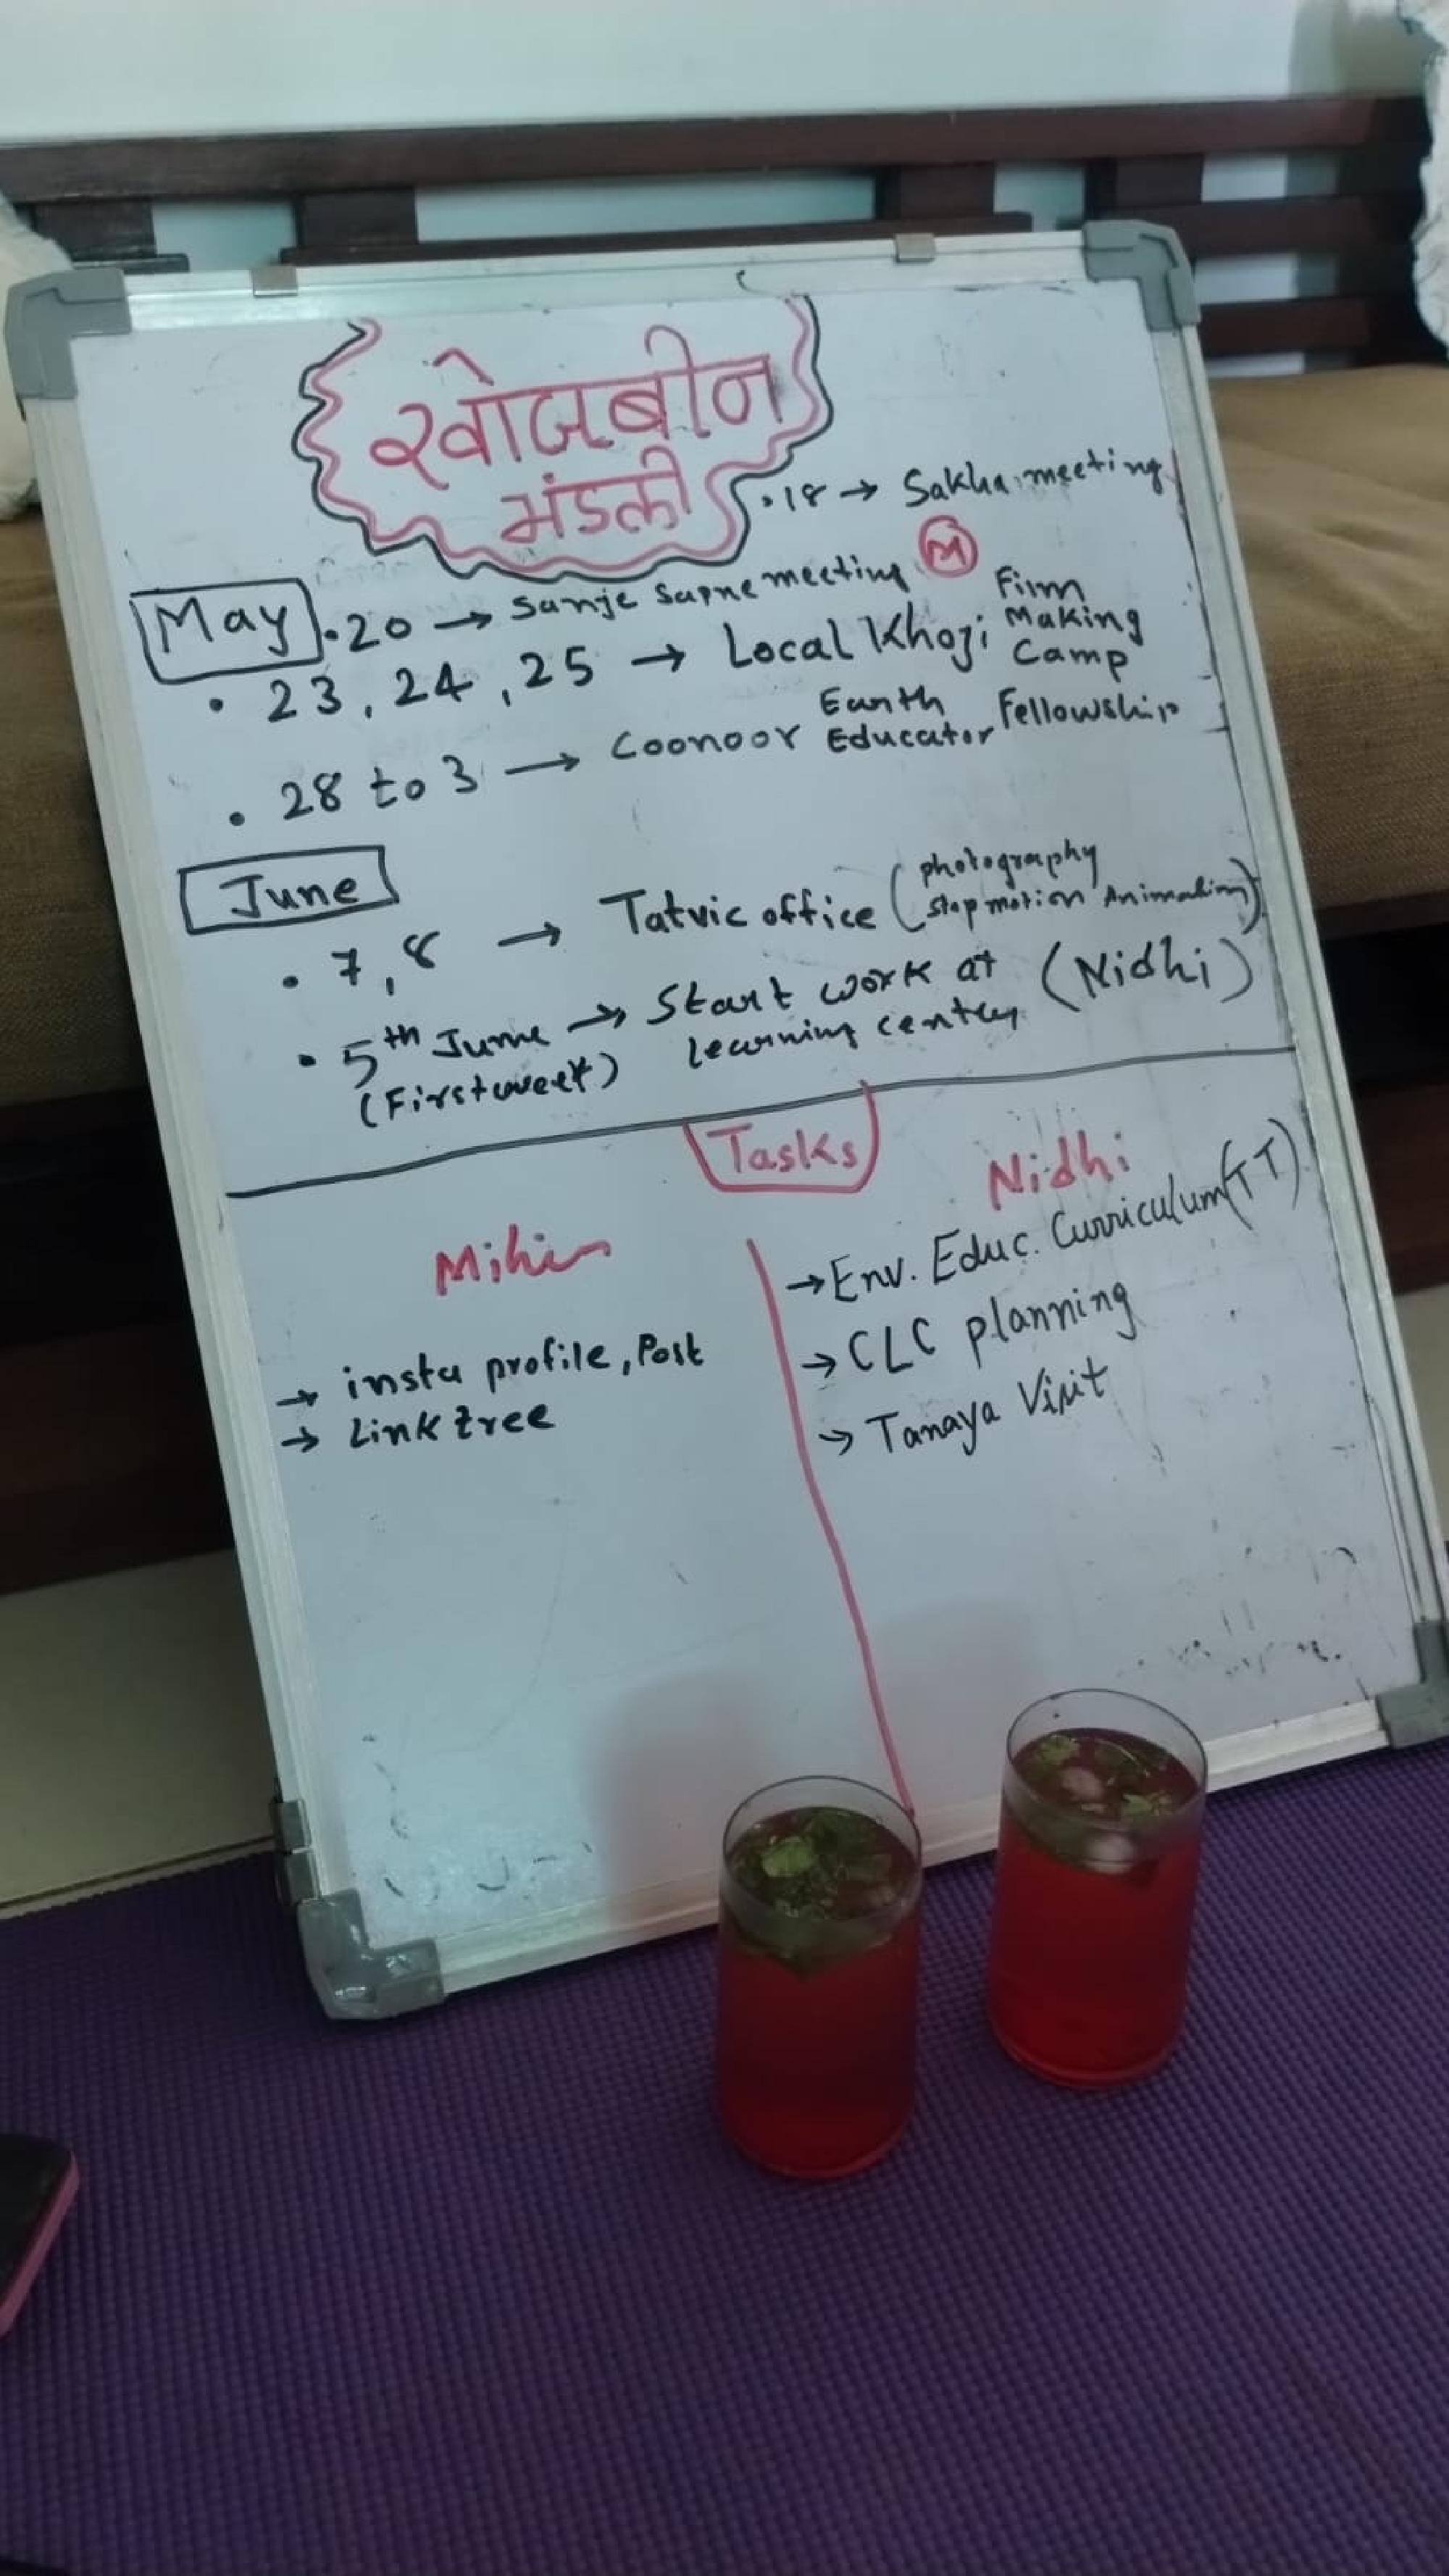 खोजबीन
मंडली
.18 → Sakha meeting
May
.20 → Sanje Sapne meeting M
• 23, 24, 25 → Local Khoji Firm Making Camp
• 28 to 3 → Coonoor Earth Educator Fellowship
June
• 7, 8 → Tatvic office (photography stop motion Animation)
• 5th June → Start work at (Nidhi)
(First week) learning center
Tasks
Mihir
→ insta profile, Post
→ Linktree
Nidhi
→ Env. Educ. Curriculum (TT)
→ CLC planning
→ Tanaya Visit